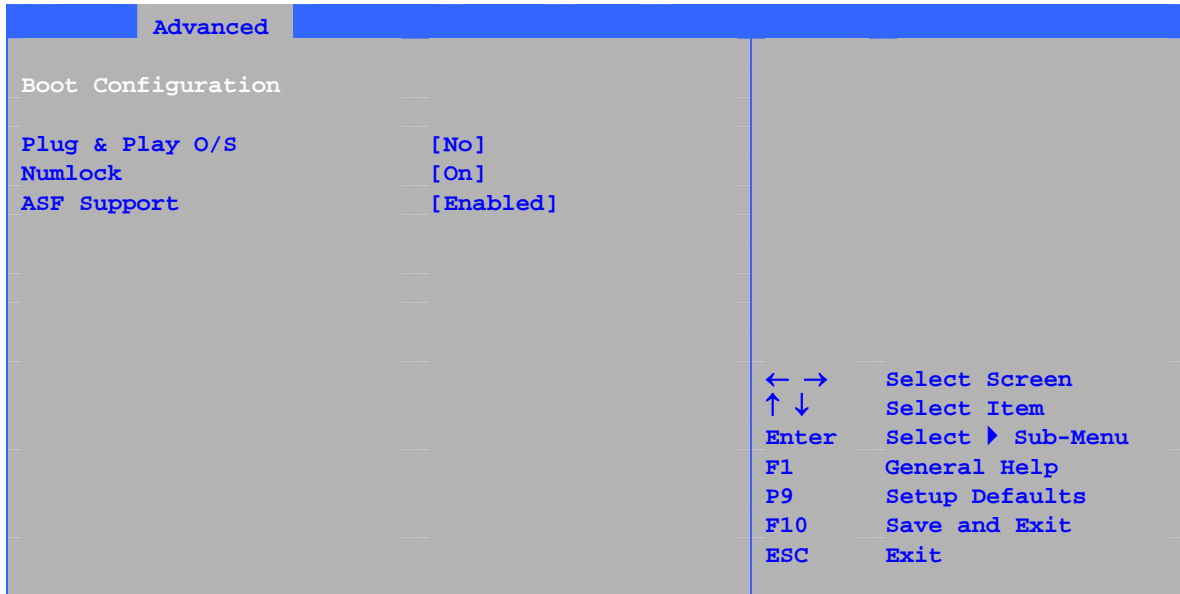 Advanced
Boot Configuration
Plug & Play O/S [No]
Numlock [On]
ASF Support [Enabled]
← → Select Screen
↑ ↓ Select Item
Enter Select ▶ Sub-Menu
F1 General Help
P9 Setup Defaults
F10 Save and Exit
ESC Exit